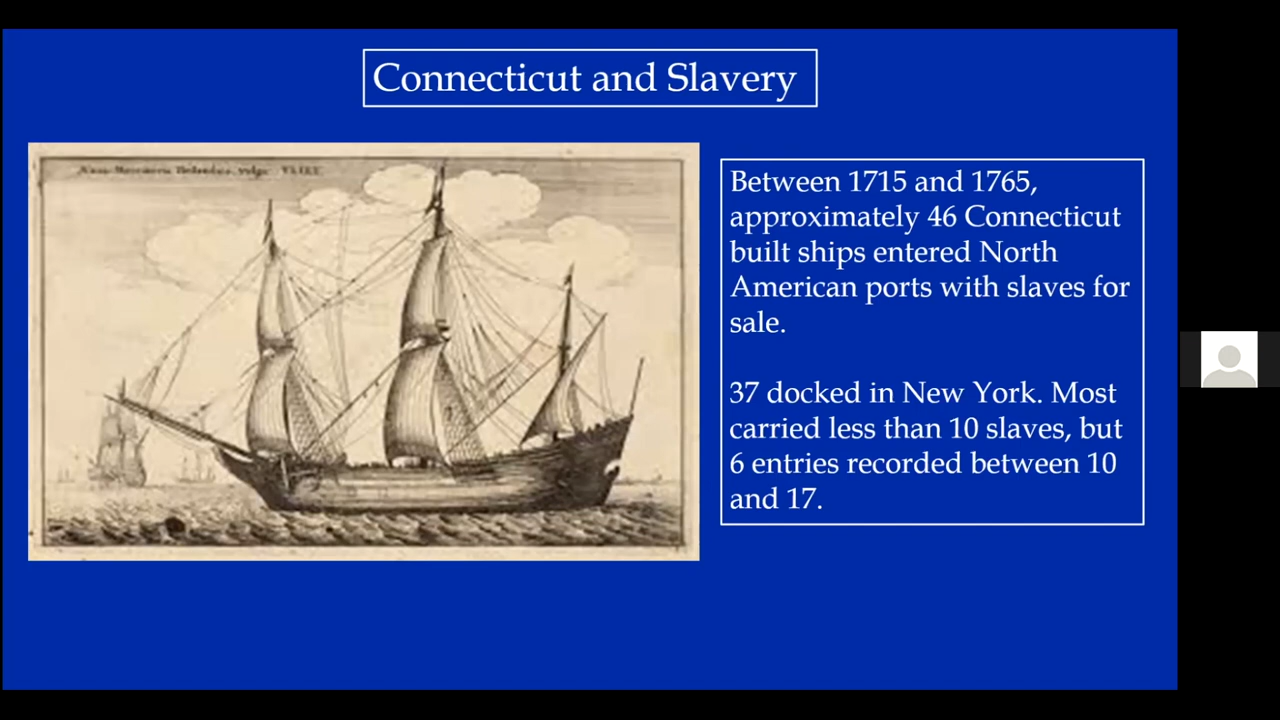 Connecticut and Slavery
Between 1715 and 1765,
approximately 46 Connecticut
built ships entered North
American ports with slaves for
sale.
37 docked in New York. Most
carried less than 10 slaves, but
6 entries recorded between 10
and 17.